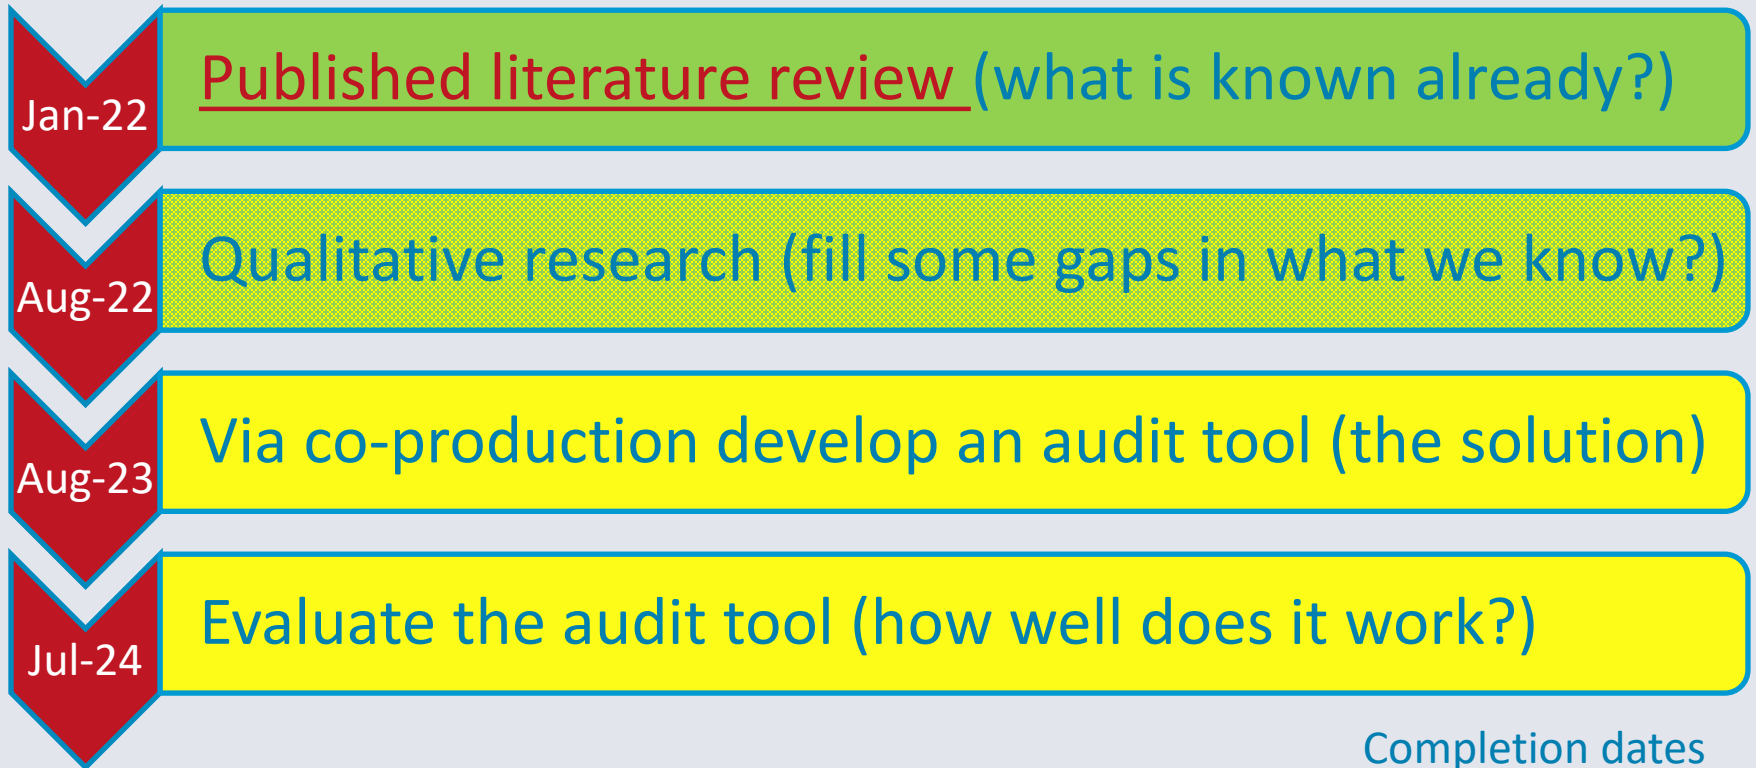 Jan-22
Published literature review (what is known already?)
Aug-22
Qualitative research (fill some gaps in what we know?)
Aug-23
Via co-production develop an audit tool (the solution)
Jul-24
Evaluate the audit tool (how well does it work?)
Completion dates